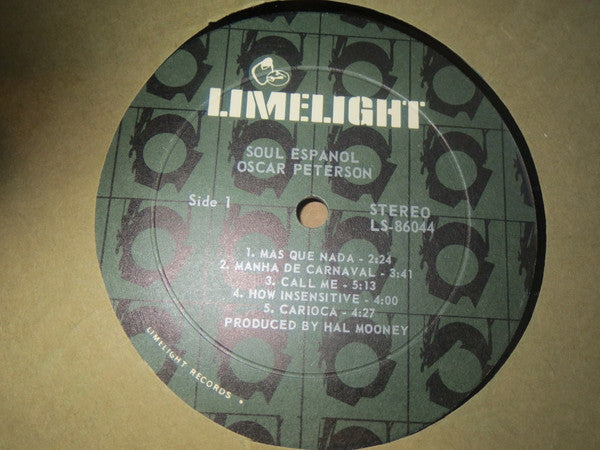 LIMELIGHT
SOUL ESPANOL
OSCAR PETERSON
Side 1
STEREO
LS-86044
1. MAS QUE NADA - 2:24
2. MANHA DE CARNAVAL - 3:41
3. CALL ME - 5:13
4. HOW INSENSITIVE - 4:00
5. CARIOCA - 4:27
PRODUCED BY HAL MOONEY
LIMELIGHT RECORDS